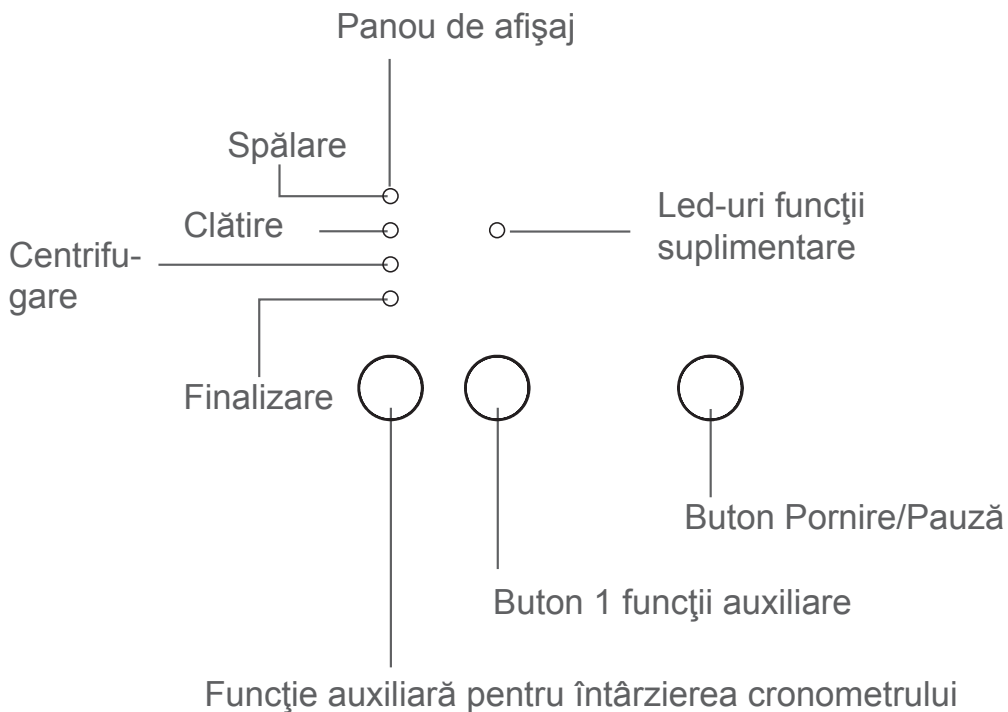 Panou de afişaj
Spălare
Clătire
Centrifu-
gare
Finalizare
Led-uri funcţii
suplimentare
Buton Pornire/Pauză
Buton 1 funcţii auxiliare
Funcţie auxiliară pentru întârzierea cronometrului